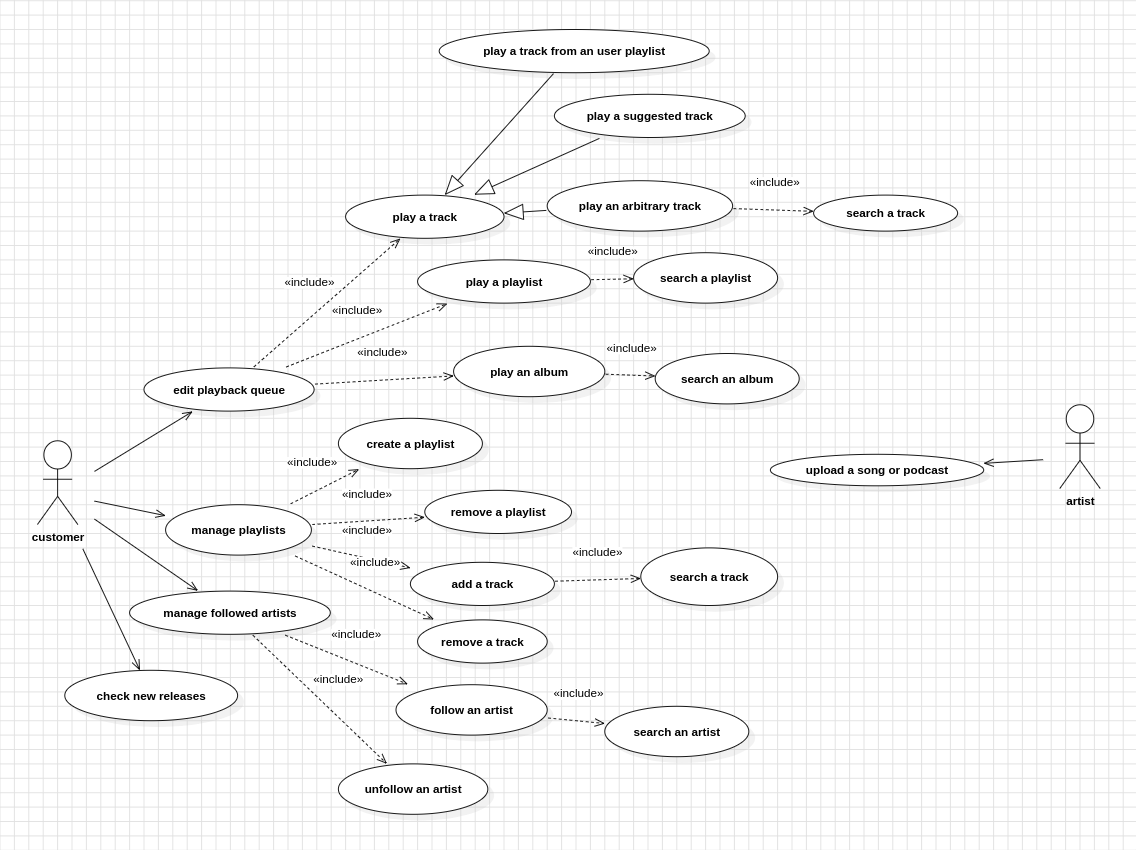 play a track from an user playlist
play a suggested track
«include»
play an arbitrary track
search a track
play a track
«include»
play a playlist
search a playlist
«include»
«include»
«include»
«include»
play an album
search an album
edit playback queue
create a playlist
«include»
upload a song or podcast
artist
«include»
remove a playlist
manage playlists
«include»
customer
«include»
«include»
add a track
search a track
manage followed artists
«include»
remove a track
«include»
«include»
check new releases
follow an artist
search an artist
unfollow an artist